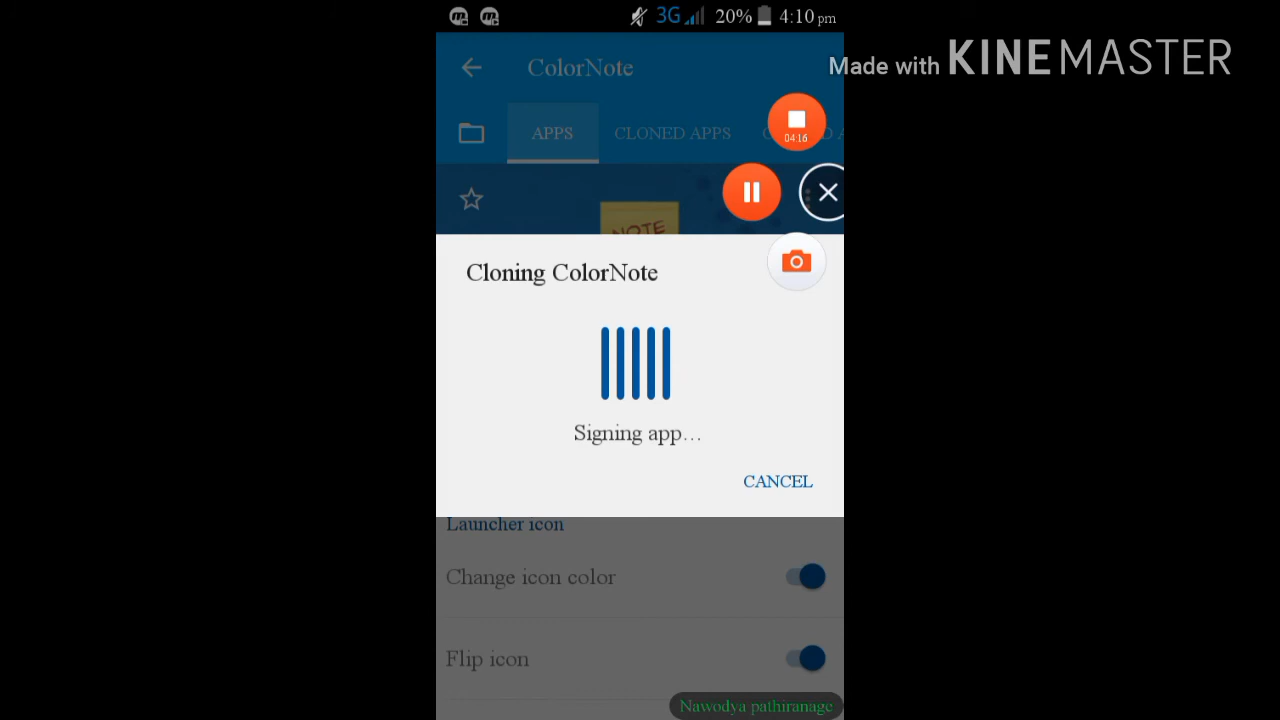 3G 20% 4:10 pm
Made with KINEMASTER
ColorNote
APPS CLONED APPS
04:16
NOTE
Cloning ColorNote
Signing app...
CANCEL
Launcher icon
Change icon color
Flip icon
Nawodya pathiranage